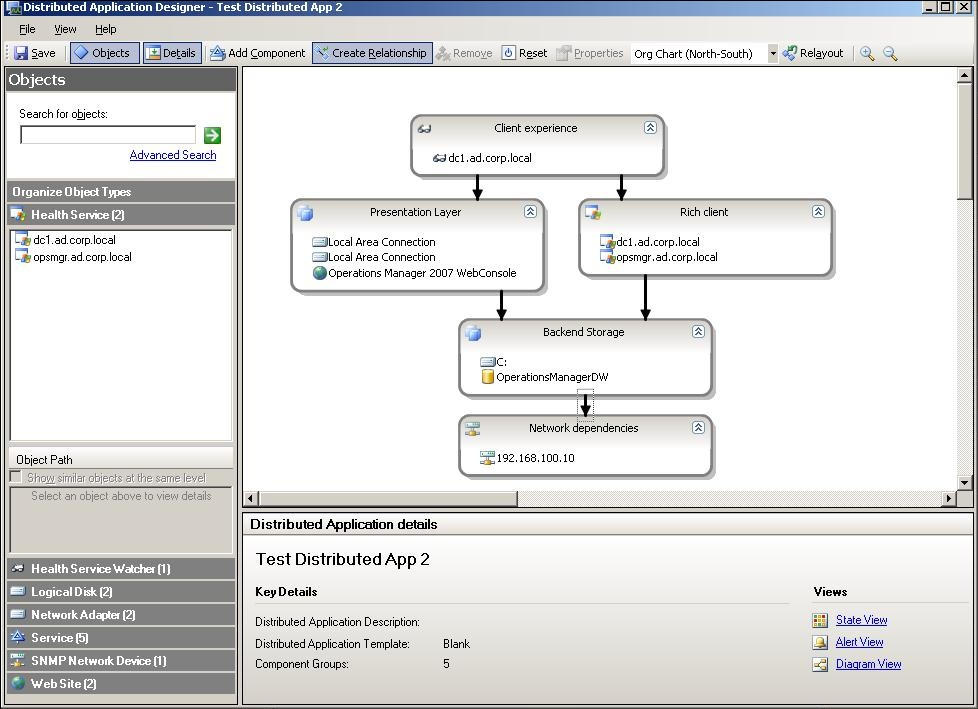 Distributed Application Designer - Test Distributed App 2
File View Help
Save Objects Details Add Component Create Relationship Remove Reset Properties Org Chart (North-South) Relayout
Objects
Search for objects:
Advanced Search
Organize Object Types
Health Service (2)
dc1.ad.corp.local
opsmgr.ad.corp.local
Object Path
Show similar objects at the same level
Select an object above to view details
Health Service Watcher (1)
Logical Disk (2)
Network Adapter (2)
Service (5)
SNMP Network Device (1)
Web Site (2)
Client experience
dc1.ad.corp.local
Presentation Layer
Local Area Connection
Local Area Connection
Operations Manager 2007 WebConsole
Rich client
dc1.ad.corp.local
opsmgr.ad.corp.local
Backend Storage
C:
OperationsManagerDW
Network dependencies
192.168.100.10
Distributed Application details
Test Distributed App 2
Key Details
Distributed Application Description:
Distributed Application Template: Blank
Component Groups: 5
Views
State View
Alert View
Diagram View